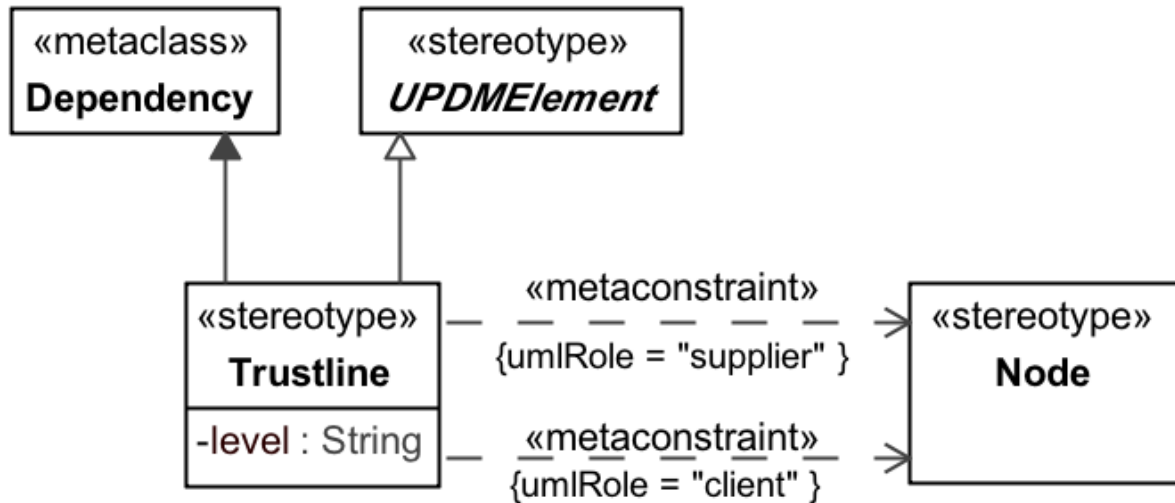 «metaclass»
Dependency
«stereotype»
UPDMElement
«stereotype»
Trustline
-level : String
«metaconstraint»
{umlRole = "supplier" }
«metaconstraint»
{umlRole = "client" }
«stereotype»
Node